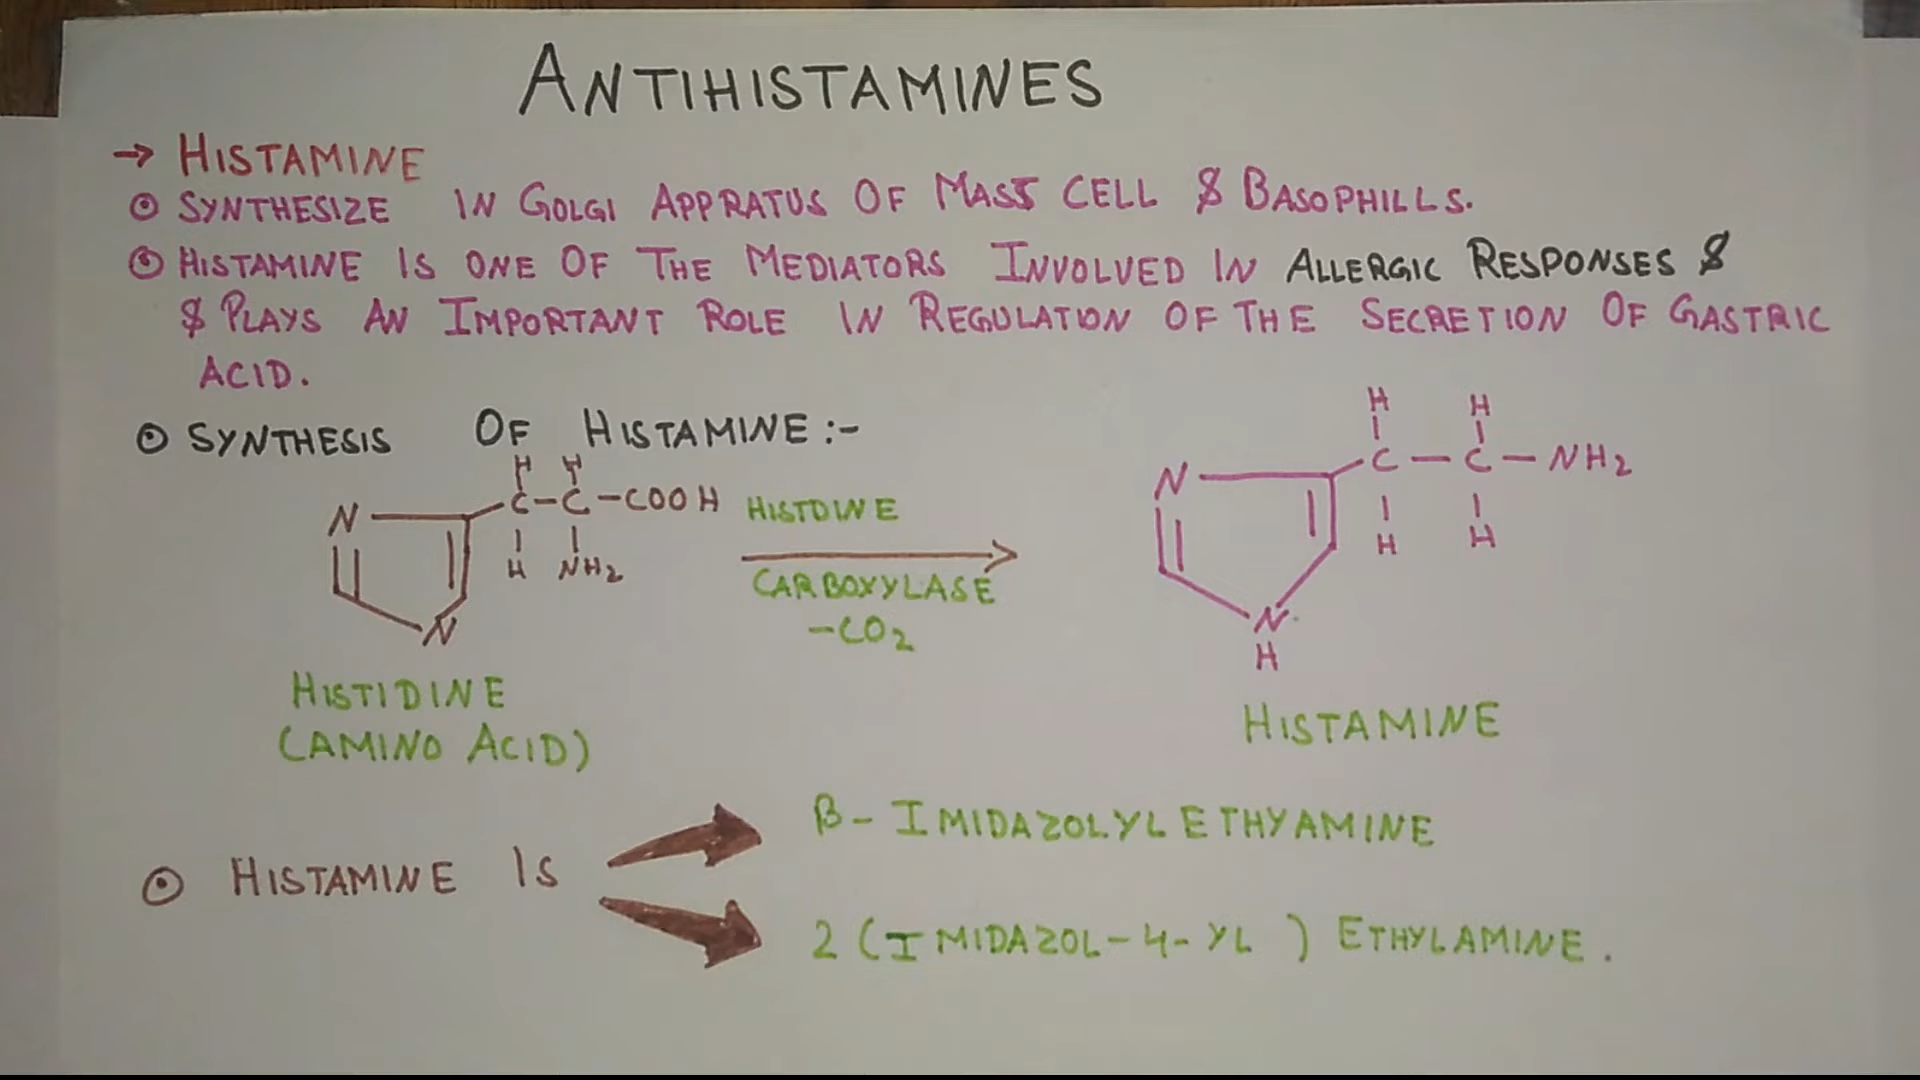 ANTIHISTAMINES
→ HISTAMINE
⊙ SYNTHESIZE IN GOLGI APPRATUS OF MASS CELL & BASOPHILLS.
⊙ HISTAMINE IS ONE OF THE MEDIATORS INVOLVED IN ALLERGIC RESPONSES &
& PLAYS AN IMPORTANT ROLE IN REGULATION OF THE SECRETION OF GASTRIC
ACID.
⊙ SYNTHESIS OF HISTAMINE:-
H H
N C-C-COOH
H NH2
N
HISTIDINE
(AMINO ACID)
HISTDINE
CARBOXYLASE
-CO2
H H
N C-C-NH2
H H
N
H
HISTAMINE
⊙ HISTAMINE IS
β-IMIDAZOLYLETHYAMINE
2(IMIDAZOL-4-YL) ETHYLAMINE.